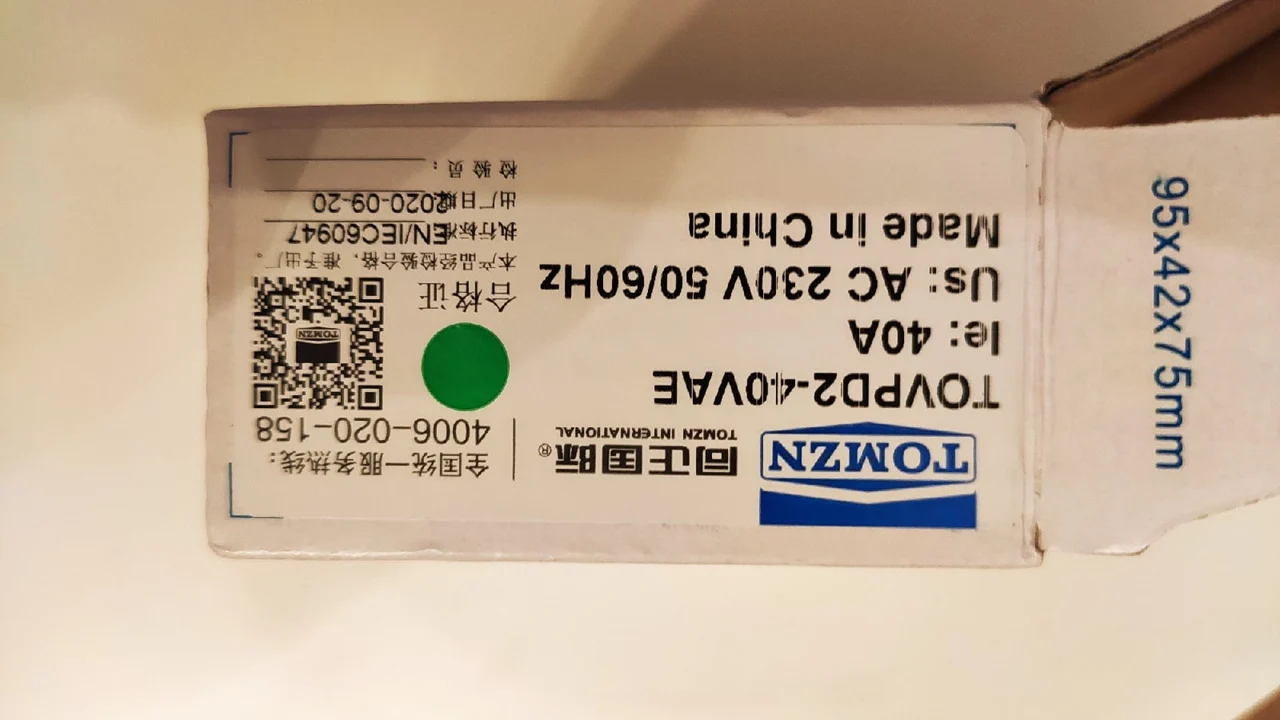 TOMZN
同正国际®
TOMZN INTERNATIONAL
全国统一服务热线:
4006-020-158
TOVPD2-40VAE
Ie: 40A
Us: AC 230V 50/60Hz
Made in China
TOMZN
合格证
本产品经检验合格，准予出厂。
执行标准EN/IEC60947
出厂日期2020-09-20
检验员：
95x42x75mm